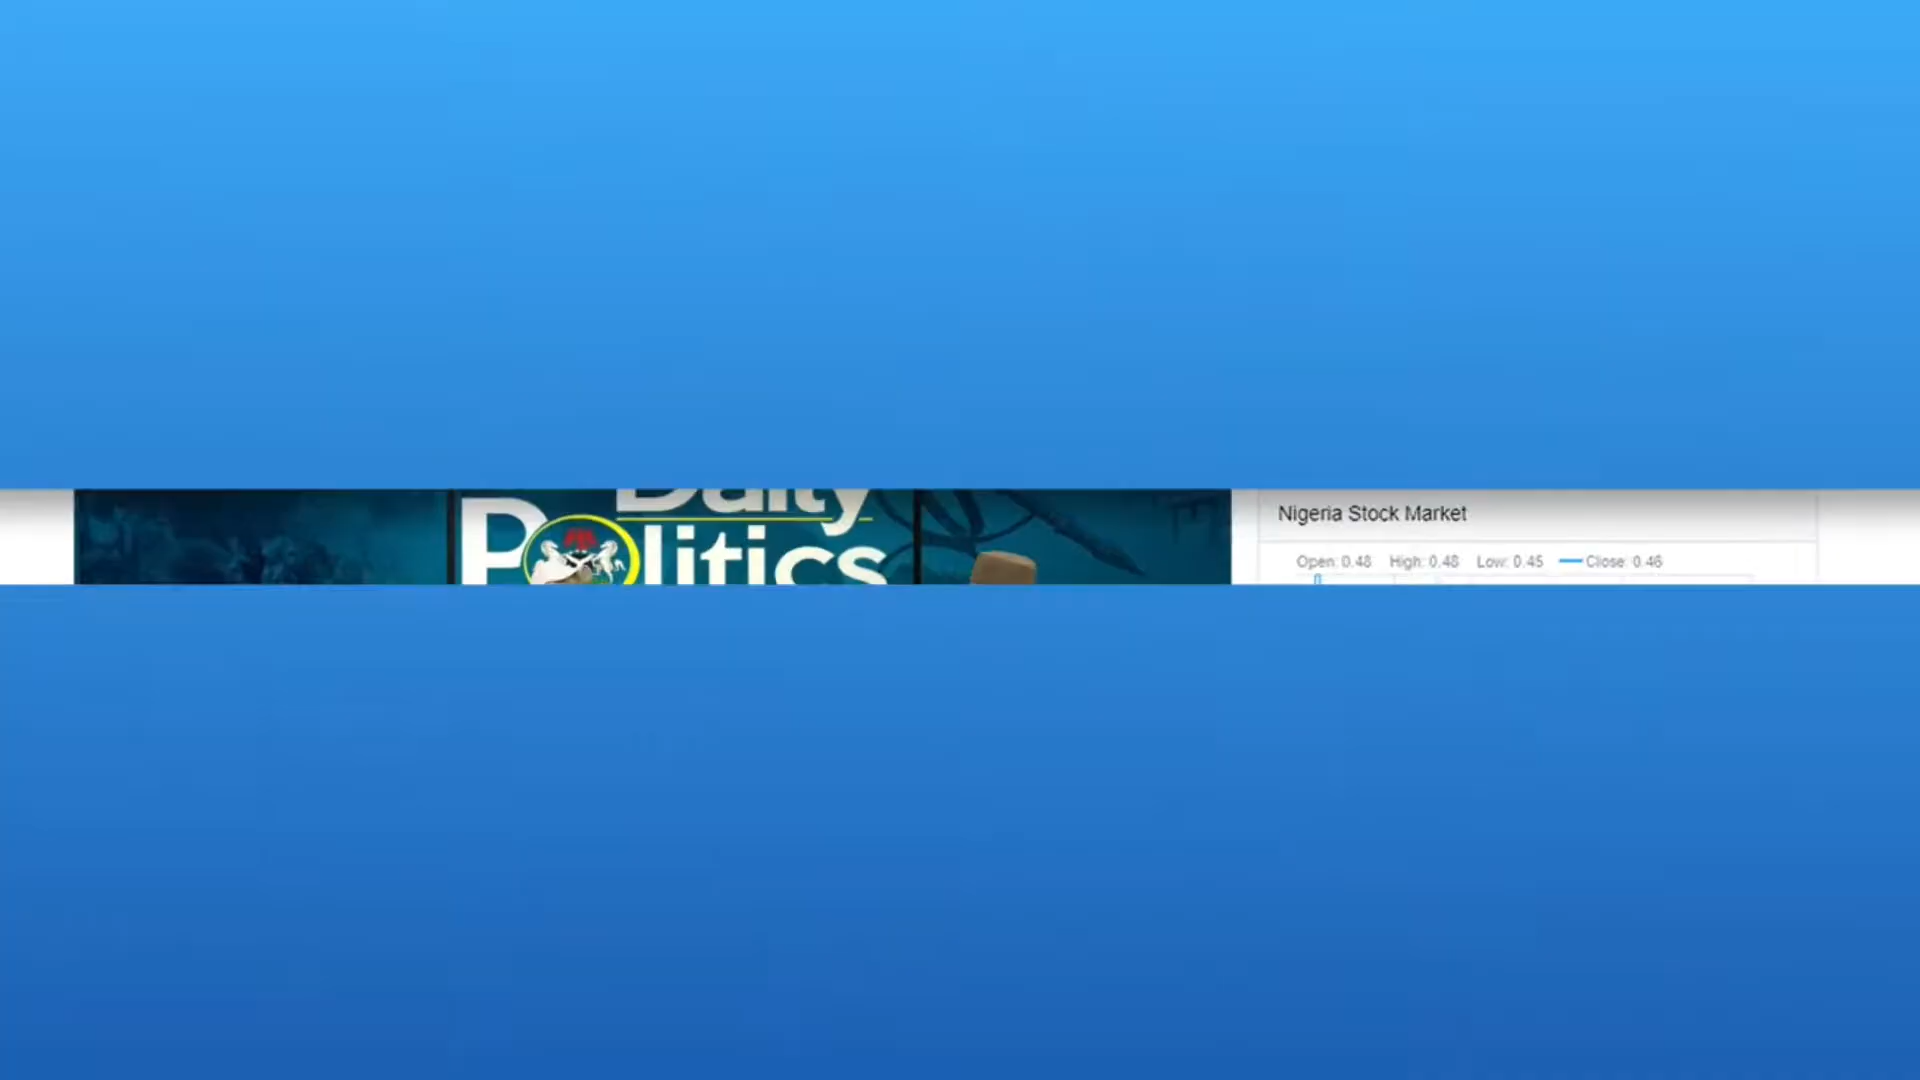 Daily
Politics
Nigeria Stock Market
Open: 0.48 High: 0.48 Low: 0.45 Close: 0.46